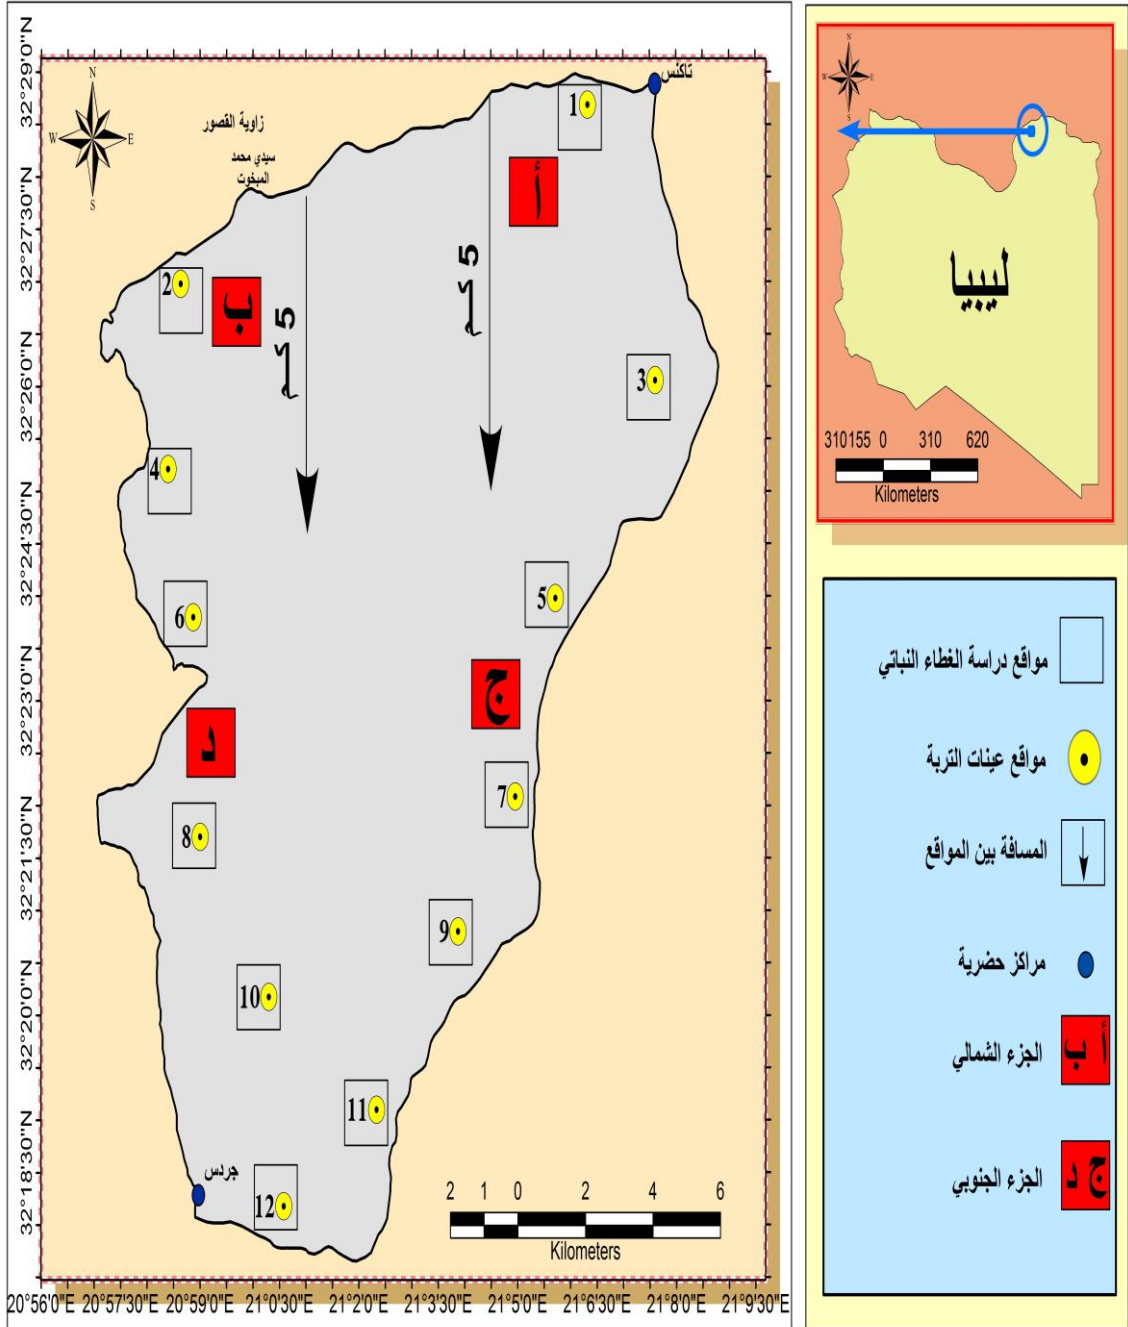 N
W
E
S
زاوية القصور
سيدي محمد
المبخوت
تاكنس
1
أ
2
ب
5 كم
5 كم
3
4
5
6
ج
د
7
8
9
10
11
جردس
12
2 1 0 2 4 6
Kilometers
32°29'0"N
32°27'30"N
32°26'0"N
32°24'30"N
32°23'0"N
32°21'30"N
32°20'0"N
32°18'30"N
20°56'0"E 20°57'30"E 20°59'0"E 21°0'30"E 21°2'0"E 21°3'30"E 21°5'0"E 21°6'30"E 21°8'0"E 21°9'30"E
N
W
E
S
ليبيا
310155 0 310 620
Kilometers
مواقع دراسة الغطاء النباتي
مواقع عينات التربة
المسافة بين المواقع
مراكز حضرية
أ ب الجزء الشمالي
ج د الجزء الجنوبي